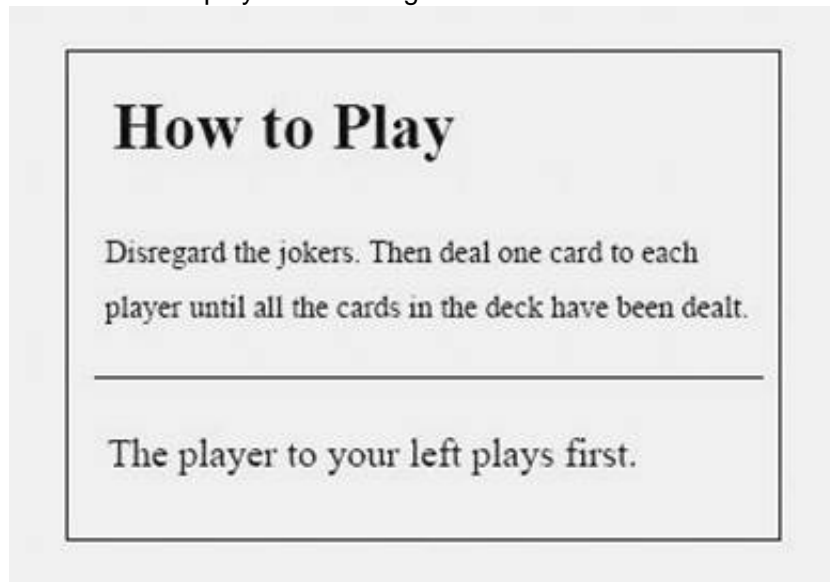 How to Play
Disregard the jokers. Then deal one card to each
player until all the cards in the deck have been dealt.
The player to your left plays first.